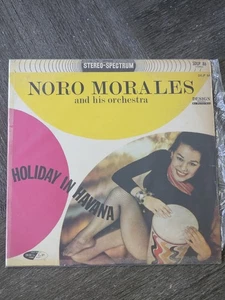 STEREO-SPECTRUM
NORO MORALES
and his orchestra
HOLIDAY IN HAVANA